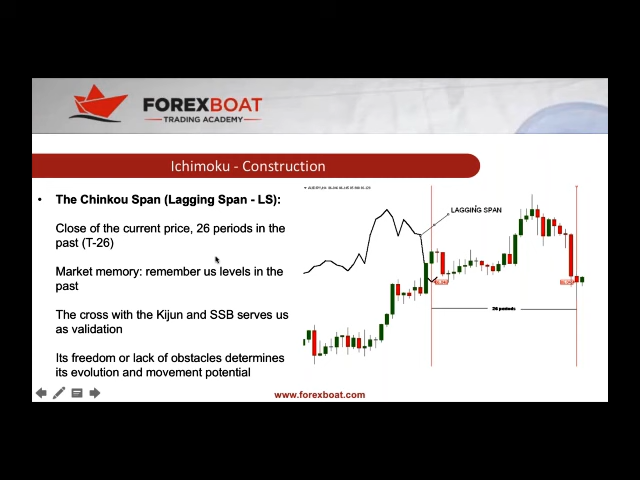 FOREXBOAT
TRADING ACADEMY
Ichimoku - Construction
• The Chinkou Span (Lagging Span - LS):
Close of the current price, 26 periods in the
past (T-26)
Market memory: remember us levels in the
past
The cross with the Kijun and SSB serves us
as validation
Its freedom or lack of obstacles determines
its evolution and movement potential
LAGGING SPAN
26 periods
www.forexboat.com